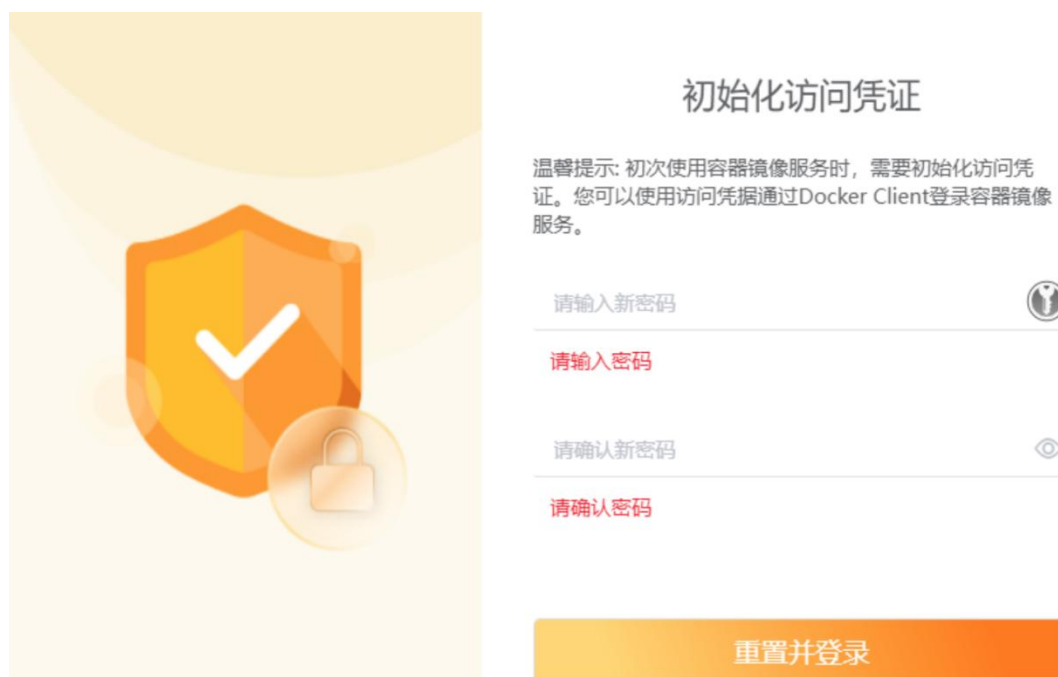 初始化访问凭证
温馨提示: 初次使用容器镜像服务时，需要初始化访问凭
证。您可以使用访问凭据通过Docker Client登录容器镜像
服务。
请输入新密码
请输入密码
请确认新密码
请确认密码
重置并登录